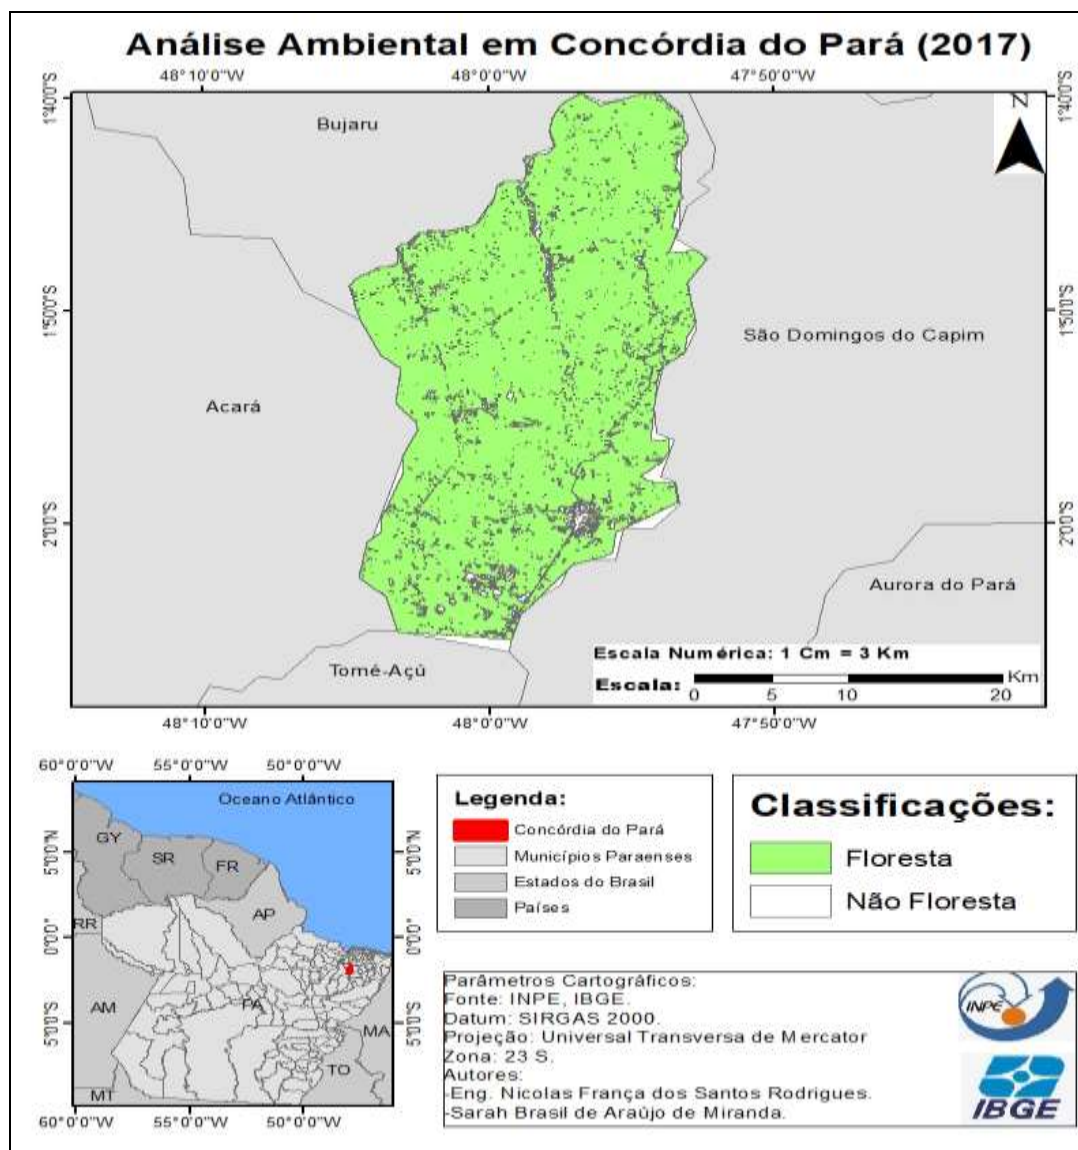 Análise Ambiental em Concórdia do Pará (2017)
48°10'0"W 48°0'0"W 47°50'0"W
1°40'0"S 1°40'0"S
N
Bujaru
1°50'0"S 1°50'0"S
São Domingos do Capim
Acará
2°0'0"S 2°0'0"S
Aurora do Pará
Tomé-Açû
Escala Numérica: 1 Cm = 3 Km
Escala: 0 5 10 20 Km
48°10'0"W 48°0'0"W 47°50'0"W
60°0'0"W 55°0'0"W 50°0'0"W
Oceano Atlântico
5°0'0"N 5°0'0"N
GY
SR
FR
AP
RR
0°0'0" 0°0'0"
AM
PA
5°0'0"S 5°0'0"S
MA
TO
MT
60°0'0"W 55°0'0"W 50°0'0"W
Legenda:
Concórdia do Pará
Municípios Paraenses
Estados do Brasil
Países
Classificações:
Floresta
Não Floresta
Parâmetros Cartográficos:
Fonte: INPE, IBGE.
Datum: SIRGAS 2000.
Projeção: Universal Transversa de Mercator
Zona: 23 S.
Autores:
-Eng. Nicolas França dos Santos Rodrigues.
-Sarah Brasil de Araújo de Miranda.
INPE
IBGE